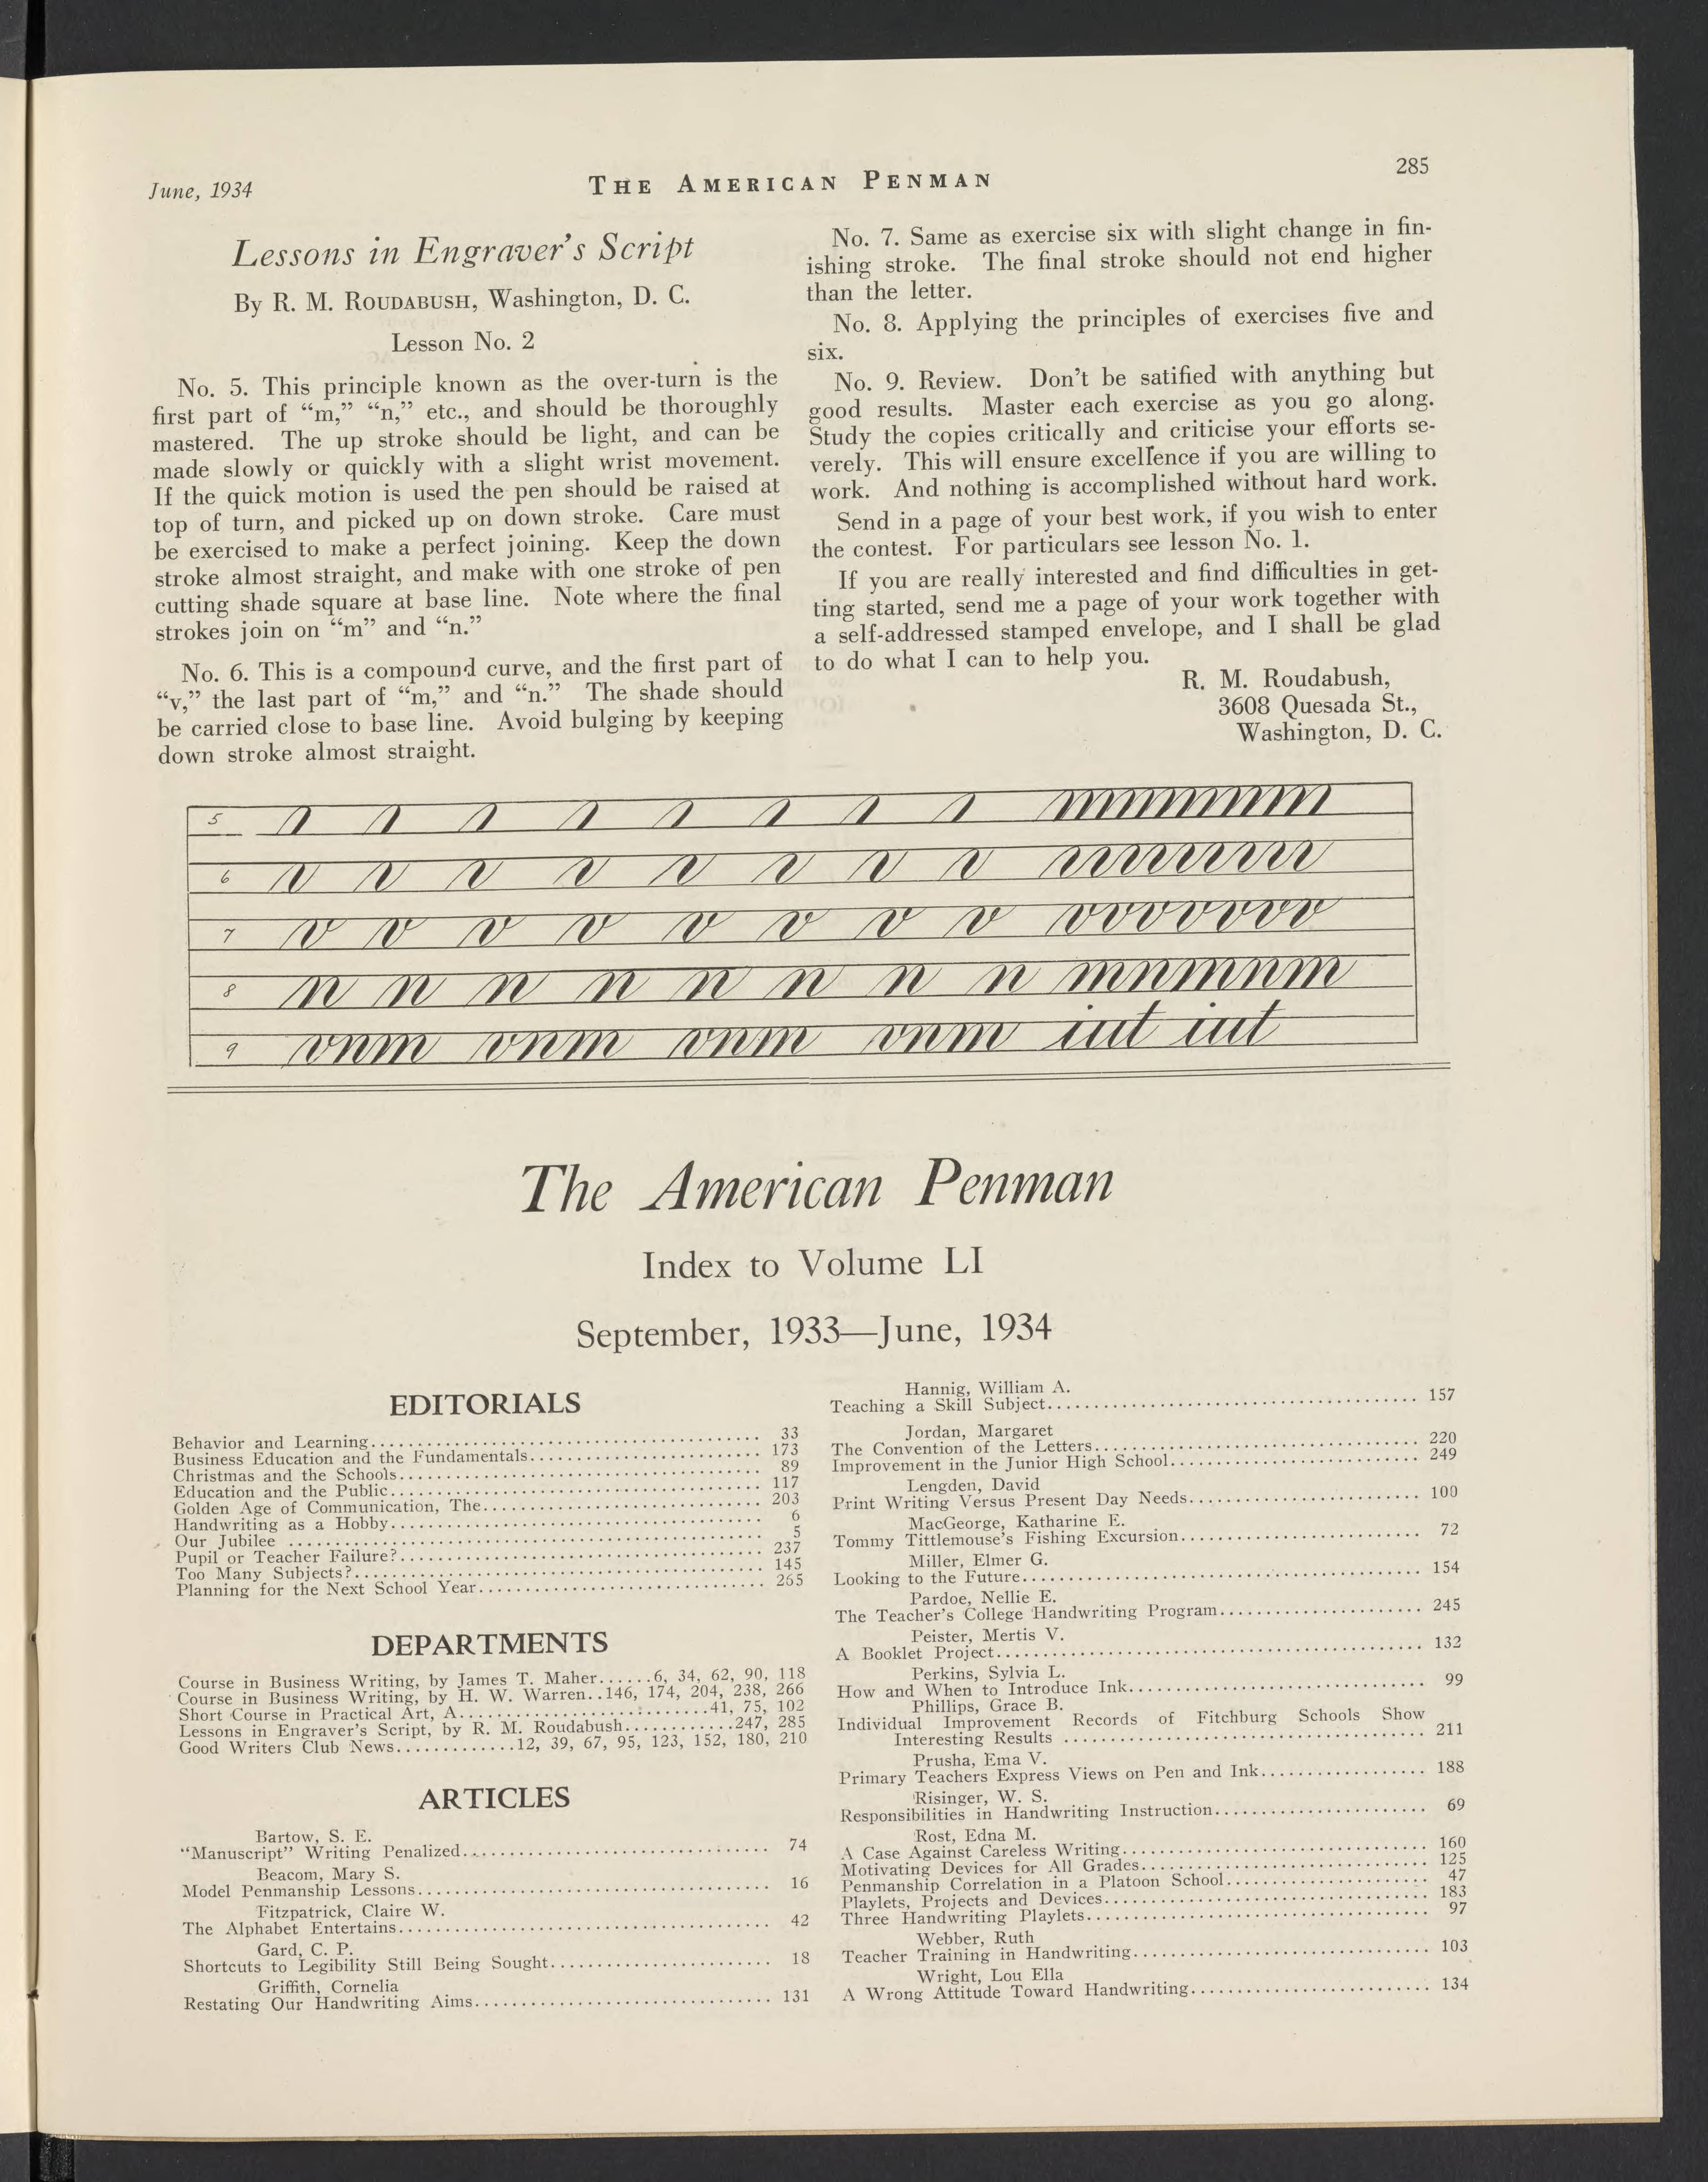 June, 1934
THE AMERICAN PENMAN
285
Lessons in Engraver's Script
By R. M. ROUDABUSH, Washington, D. C.
Lesson No. 2
No. 5. This principle known as the over-turn is the
first part of “m,” “n,” etc., and should be thoroughly
mastered. The up stroke should be light, and can be
made slowly or quickly with a slight wrist movement.
If the quick motion is used the pen should be raised at
top of turn, and picked up on down stroke. Care must
be exercised to make a perfect joining. Keep the down
stroke almost straight, and make with one stroke of pen
cutting shade square at base line. Note where the final
strokes join on “m” and “n.”
No. 6. This is a compound curve, and the first part of
“v,” the last part of “m,” and “n.” The shade should
be carried close to base line. Avoid bulging by keeping
down stroke almost straight.
No. 7. Same as exercise six with slight change in fin-
ishing stroke. The final stroke should not end higher
than the letter.
No. 8. Applying the principles of exercises five and
six.
No. 9. Review. Don't be satified with anything but
good results. Master each exercise as you go along.
Study the copies critically and criticise your efforts se-
verely. This will ensure excellence if you are willing to
work. And nothing is accomplished without hard work.
Send in a page of your best work, if you wish to enter
the contest. For particulars see lesson No. 1.
If you are really interested and find difficulties in get-
ting started, send me a page of your work together with
a self-addressed stamped envelope, and I shall be glad
to do what I can to help you.
R. M. Roudabush,
3608 Quesada St.,
Washington, D. C.
5
6
7 v v v v v v v v vvvvvvv
8 n n n n n n n n mnmnm
9 vnm vnm vnm vnm iut iut
The American Penman
Index to Volume LI
September, 1933—June, 1934
EDITORIALS
Behavior and Learning........ 33
Business Education and the Fundamentals........ 173
Christmas and the Schools........ 89
Education and the Public........ 117
Golden Age of Communication, The........ 203
Handwriting as a Hobby........ 6
Our Jubilee ........ 5
Pupil or Teacher Failure?........ 237
Too Many Subjects?........ 145
Planning for the Next School Year........ 265
DEPARTMENTS
Course in Business Writing, by James T. Maher......6, 34, 62, 90, 118
Course in Business Writing, by H. W. Warren..146, 174, 204, 238, 266
Short Course in Practical Art, A........41, 75, 102
Lessons in Engraver's Script, by R. M. Roudabush........247, 285
Good Writers Club News........12, 39, 67, 95, 123, 152, 180, 210
ARTICLES
Bartow, S. E.
“Manuscript” Writing Penalized........ 74
Beacom, Mary S.
Model Penmanship Lessons........ 16
Fitzpatrick, Claire W.
The Alphabet Entertains........ 42
Gard, C. P.
Shortcuts to Legibility Still Being Sought........ 18
Griffith, Cornelia
Restating Our Handwriting Aims........ 131
Hannig, William A.
Teaching a Skill Subject........ 157
Jordan, Margaret
The Convention of the Letters........ 220
Improvement in the Junior High School........ 249
Lengden, David
Print Writing Versus Present Day Needs........ 100
MacGeorge, Katharine E.
Tommy Tittlemouse's Fishing Excursion........ 72
Miller, Elmer G.
Looking to the Future........ 154
Pardoe, Nellie E.
The Teacher's College Handwriting Program........ 245
Peister, Mertis V.
A Booklet Project........ 132
Perkins, Sylvia L.
How and When to Introduce Ink........ 99
Phillips, Grace B.
Individual Improvement Records of Fitchburg Schools Show
Interesting Results ........ 211
Prusha, Ema V.
Primary Teachers Express Views on Pen and Ink........ 188
Risinger, W. S.
Responsibilities in Handwriting Instruction........ 69
Rost, Edna M.
A Case Against Careless Writing........ 160
Motivating Devices for All Grades........ 125
Penmanship Correlation in a Platoon School........ 47
Playlets, Projects and Devices........ 183
Three Handwriting Playlets........ 97
Webber, Ruth
Teacher Training in Handwriting........ 103
Wright, Lou Ella
A Wrong Attitude Toward Handwriting........ 134